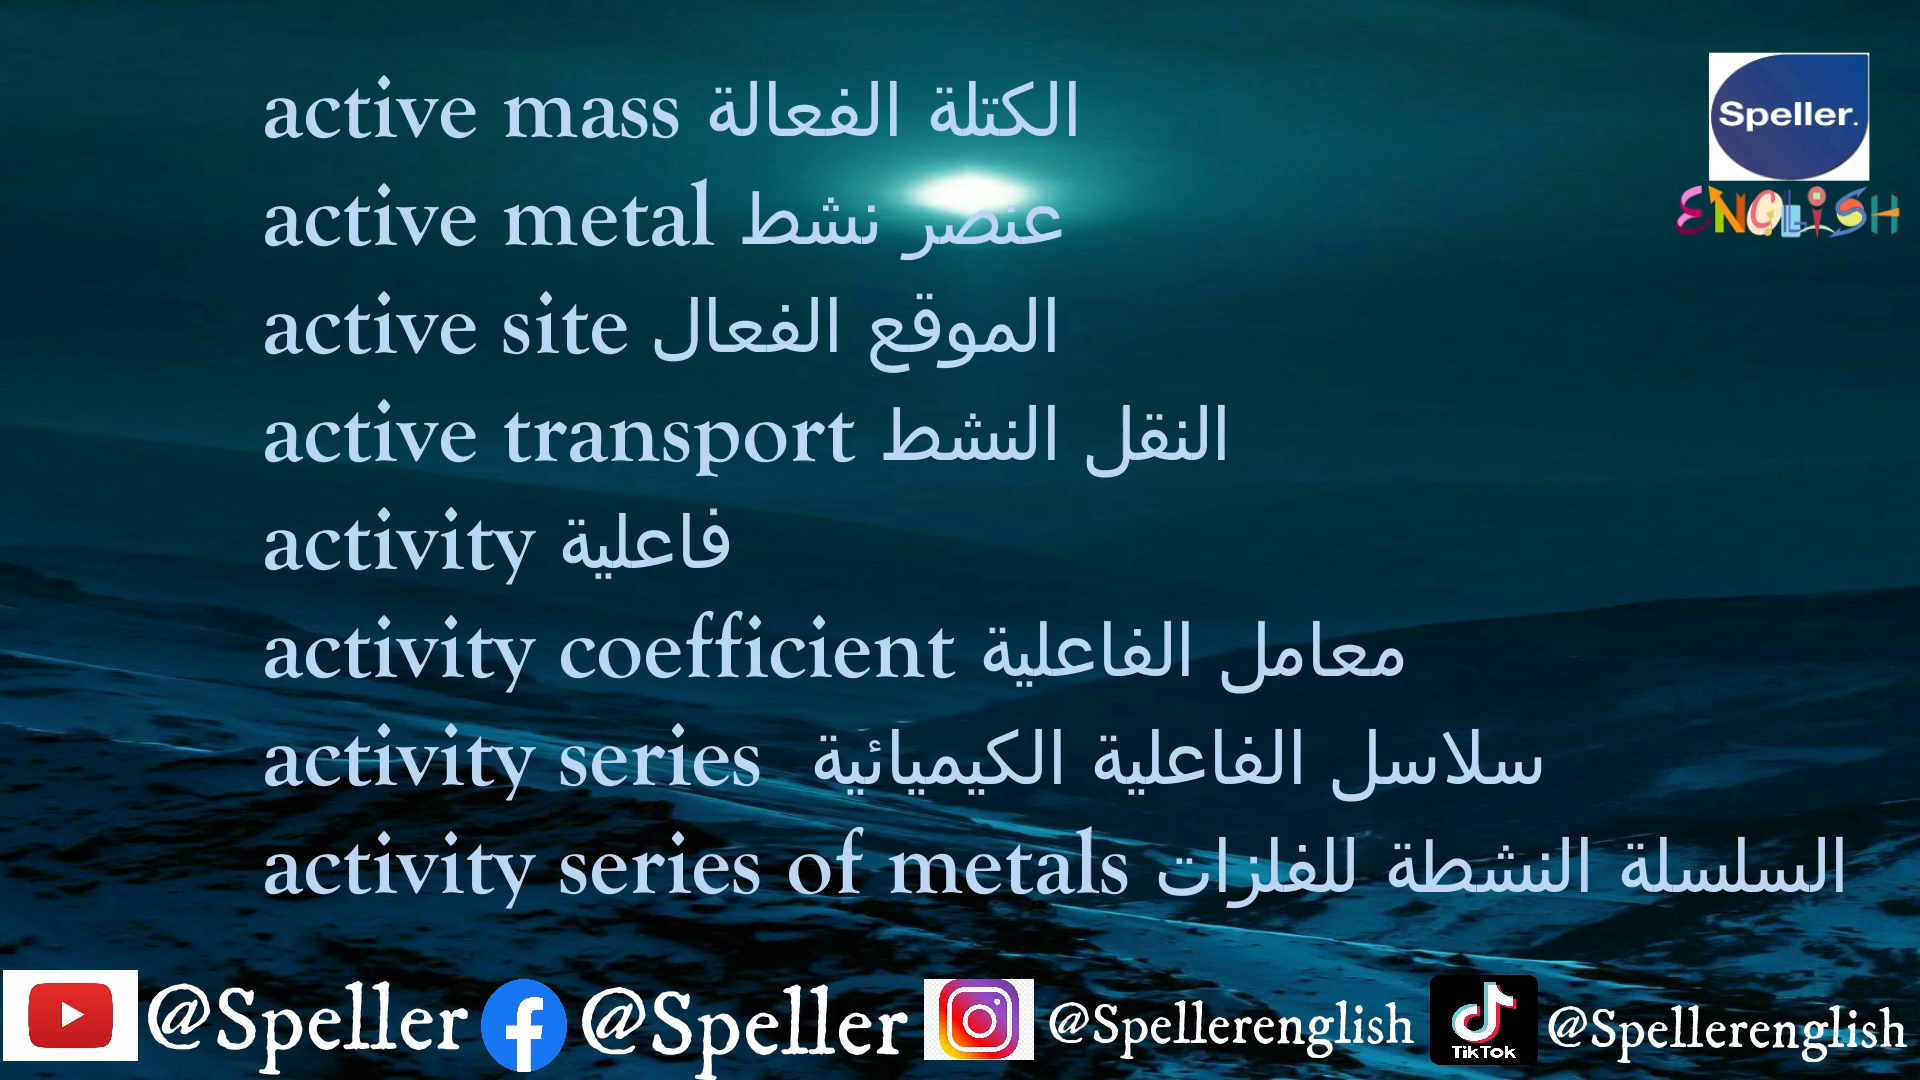 Speller.
ENGLISH
active mass الكتلة الفعالة
active metal عنصر نشط
active site الموقع الفعال
active transport النقل النشط
activity فاعلية
activity coefficient معامل الفاعلية
activity series سلاسل الفاعلية الكيميائية
activity series of metals السلسلة النشطة للفلزات
@Speller @Speller @Spellerenglish TikTok @Spellerenglish